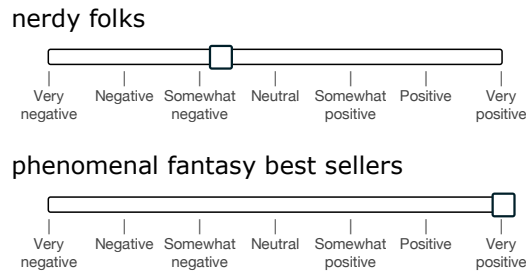 nerdy folks
Very Negative Somewhat Neutral Somewhat Positive Very
negative negative positive positive
phenomenal fantasy best sellers
Very Negative Somewhat Neutral Somewhat Positive Very
negative negative positive positive